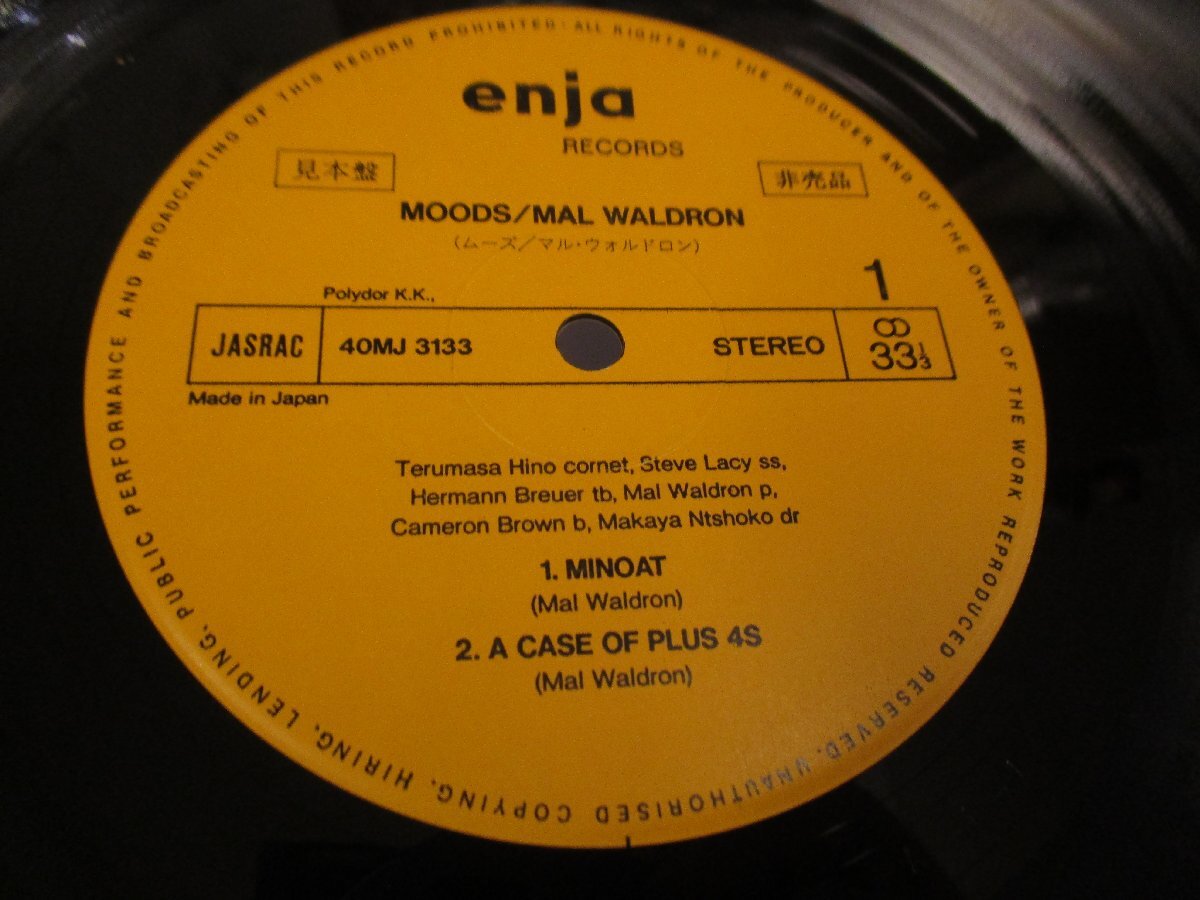 enja
RECORDS
見本盤
非売品
MOODS/MAL WALDRON
(ムーズ/マル・ウォルドロン)
1
Polydor K.K.,
JASRAC
40MJ 3133
STEREO
33⅓
Made in Japan
Terumasa Hino cornet, Steve Lacy ss,
Hermann Breuer tb, Mal Waldron p,
Cameron Brown b, Makaya Ntshoko dr
1. MINOAT
(Mal Waldron)
2. A CASE OF PLUS 4S
(Mal Waldron)
ALL RIGHTS OF THE PRODUCER AND OF THE OWNER OF THE WORK REPRODUCED RESERVED. UNAUTHORISED COPYING, HIRING, LENDING, PUBLIC PERFORMANCE AND BROADCASTING OF THIS RECORD PROHIBITED·